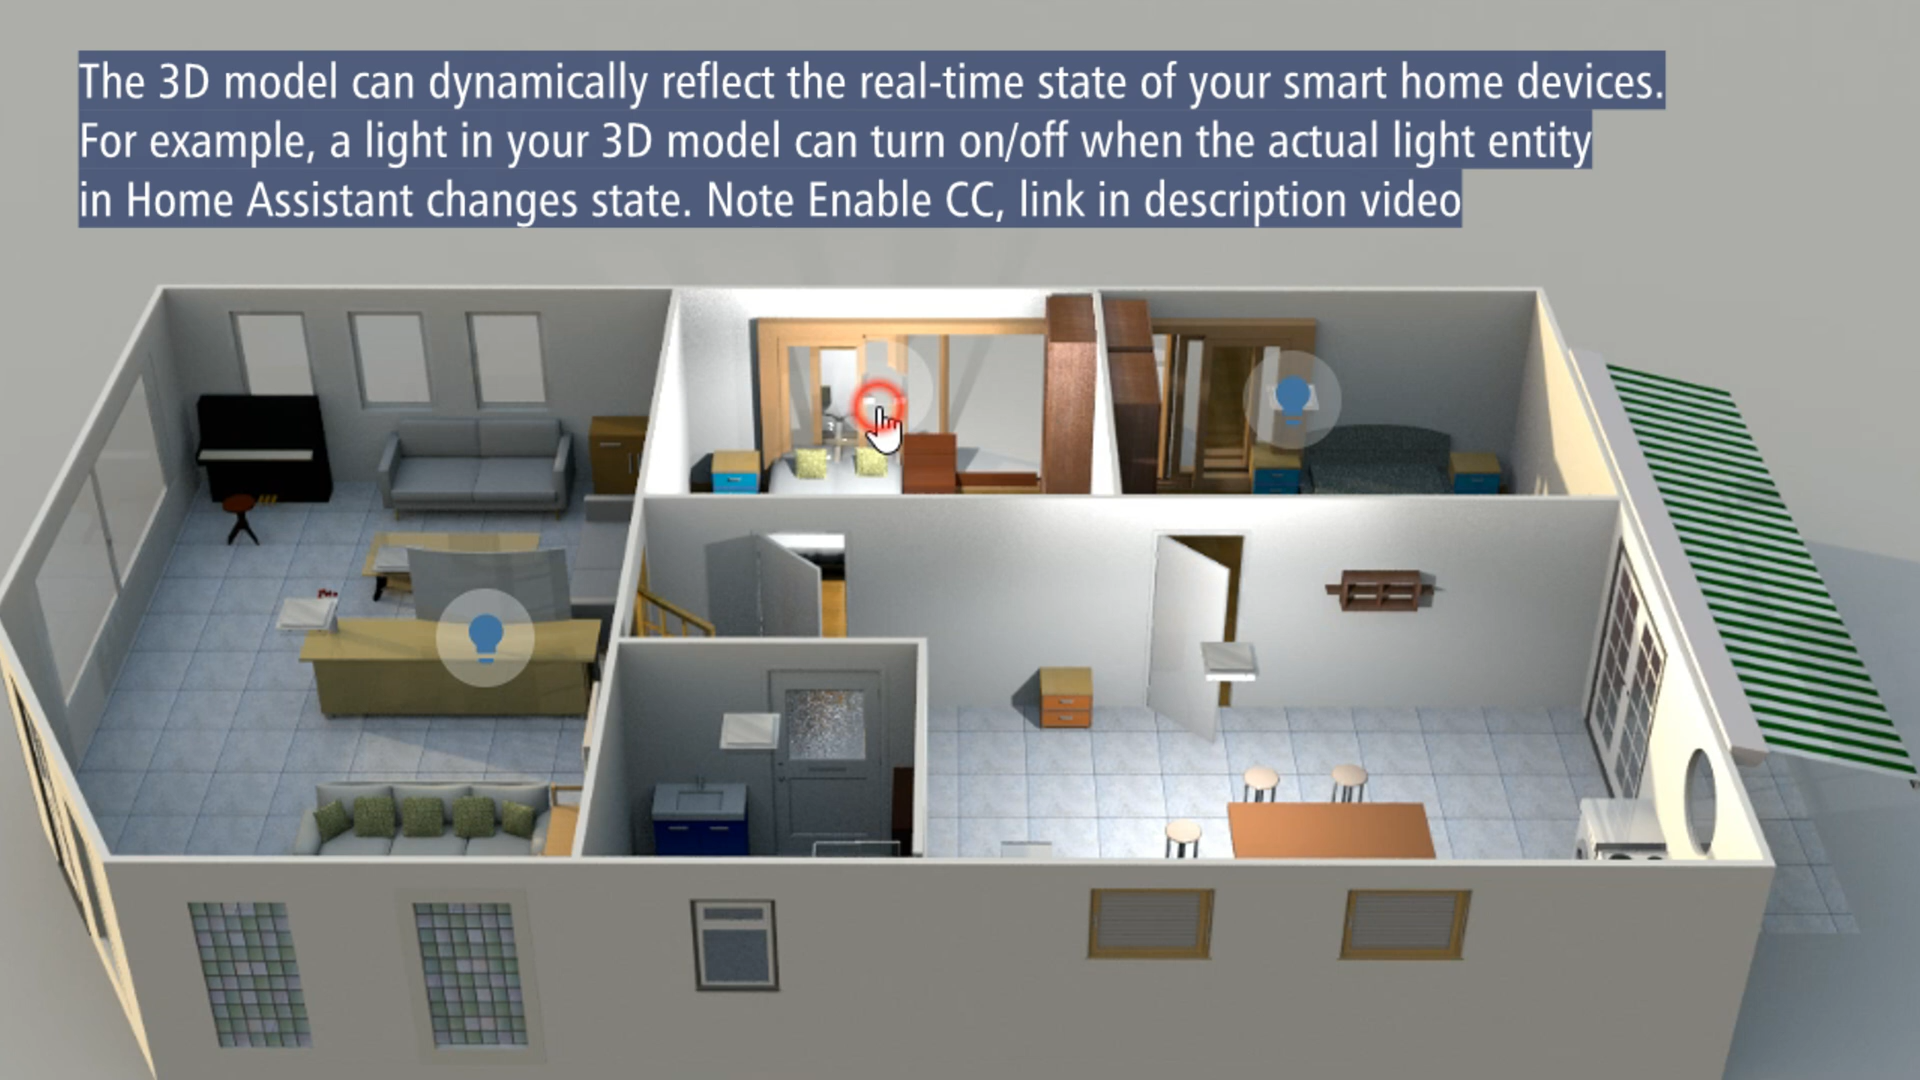 The 3D model can dynamically reflect the real-time state of your smart home devices.
For example, a light in your 3D model can turn on/off when the actual light entity
in Home Assistant changes state. Note Enable CC, link in description video